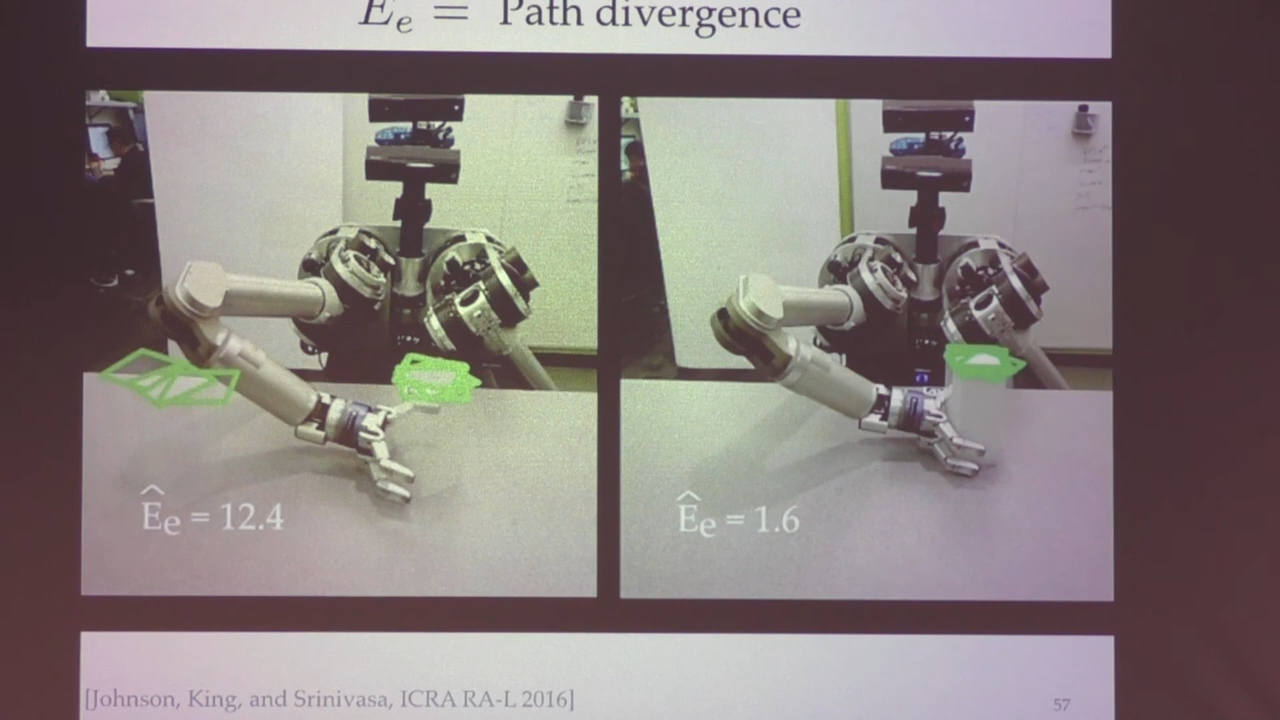 E_e = Path divergence
Ê_e = 12.4
Ê_e = 1.6
[Johnson, King, and Srinivasa, ICRA RA-L 2016]
57